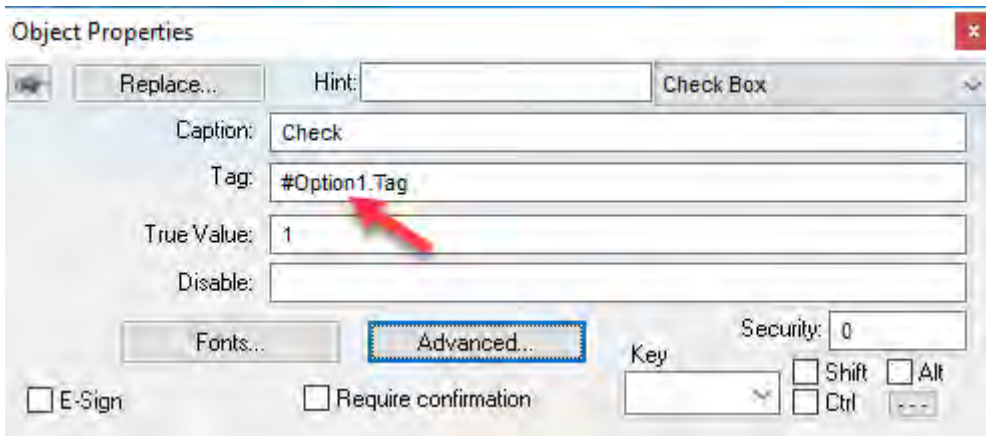 Object Properties
x
Replace... Hint: Check Box
Caption: Check
Tag: #Option1.Tag
True Value: 1
Disable:
Fonts... Advanced... Security: 0
Key
Shift Alt
E-Sign Require confirmation Ctrl ...